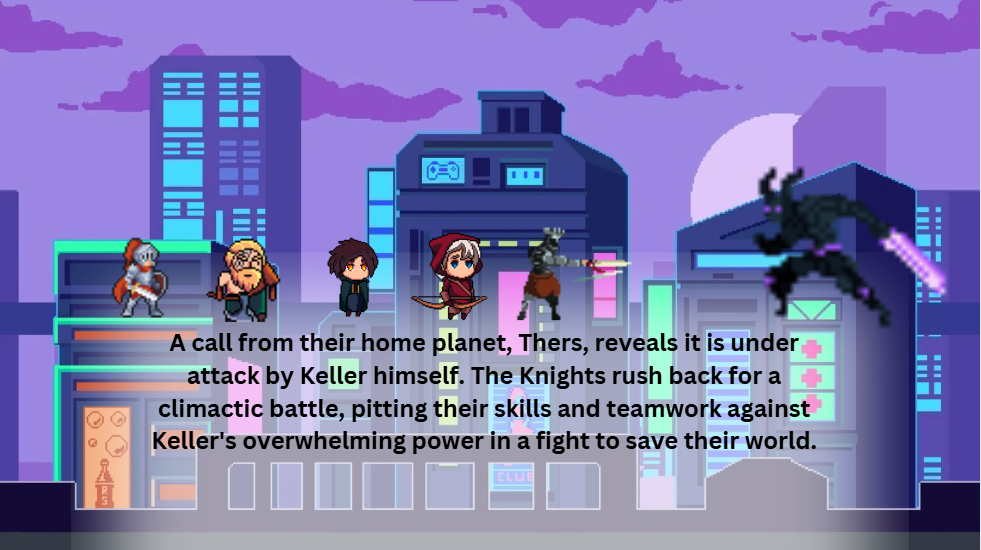 A call from their home planet, Thers, reveals it is under
attack by Keller himself. The Knights rush back for a
climactic battle, pitting their skills and teamwork against
Keller's overwhelming power in a fight to save their world.
CLUB